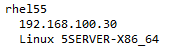 rhel55
192.168.100.30
Linux 5SERVER-X86_64